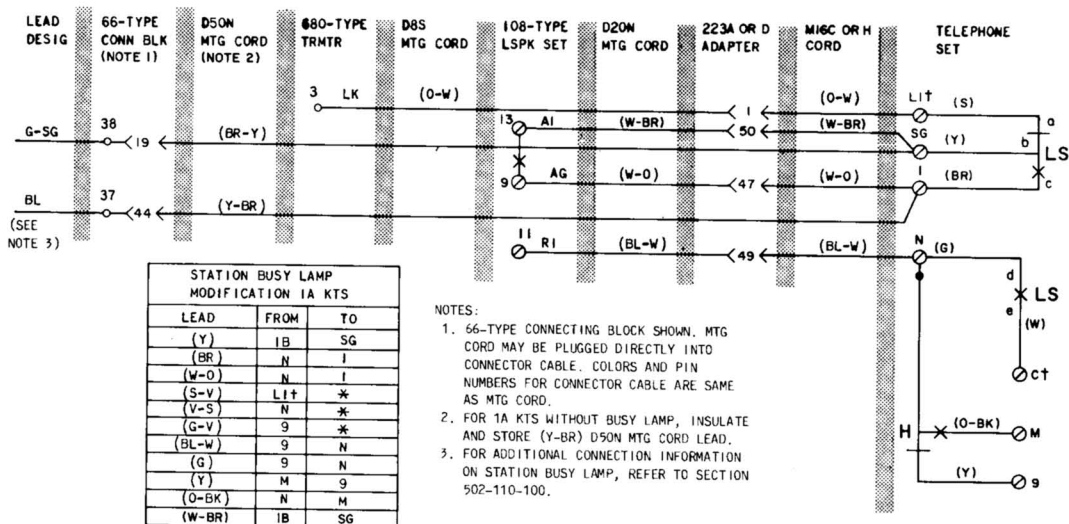 LEAD DESIG
66-TYPE CONN BLK (NOTE 1)
D50N MTG CORD (NOTE 2)
680-TYPE TRMTR
D8S MTG CORD
108-TYPE LSPK SET
D20N MTG CORD
223A OR D ADAPTER
M16C OR H CORD
TELEPHONE SET
3 LK (O-W) 1 (O-W) L1† (S)
a
13 A1 (W-BR) 50 (W-BR) SG
G-SG 38 19 (BR-Y) (Y) b LS
9 AG (W-O) 47 (W-O) I (BR) c
BL 37 44 (Y-BR)
(SEE NOTE 3)
11 R1 (BL-W) 49 (BL-W) N (G)
d
LS
e
(W)
C†
H (O-BK) M
(Y) 9
STATION BUSY LAMP
MODIFICATION 1A KTS
LEAD FROM TO
(Y) 1B SG
(BR) N I
(W-O) N I
(S-V) L1† *
(V-S) N *
(G-V) 9 *
(BL-W) 9 N
(G) 9 N
(Y) M 9
(O-BK) N M
(W-BR) 1B SG
NOTES:
1. 66-TYPE CONNECTING BLOCK SHOWN. MTG
CORD MAY BE PLUGGED DIRECTLY INTO
CONNECTOR CABLE. COLORS AND PIN
NUMBERS FOR CONNECTOR CABLE ARE SAME
AS MTG CORD.
2. FOR 1A KTS WITHOUT BUSY LAMP, INSULATE
AND STORE (Y-BR) D50N MTG CORD LEAD.
3. FOR ADDITIONAL CONNECTION INFORMATION
ON STATION BUSY LAMP, REFER TO SECTION
502-110-100.